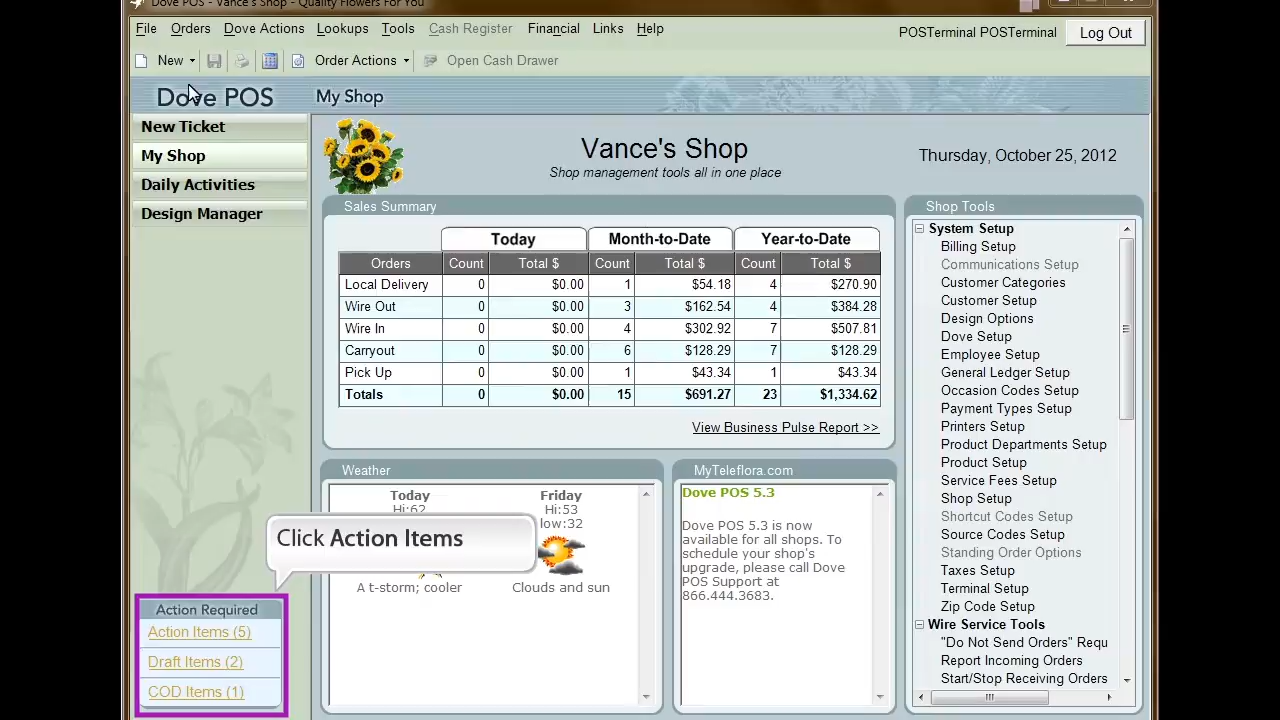 Dove POS - Vance's Shop - Quality Flowers For You
File Orders Dove Actions Lookups Tools Cash Register Financial Links Help
POSTerminal POSTerminal Log Out
New Order Actions Open Cash Drawer
Dove POS My Shop
New Ticket
My Shop
Daily Activities
Design Manager
Vance's Shop
Shop management tools all in one place
Thursday, October 25, 2012
Sales Summary
Today Month-to-Date Year-to-Date
Orders Count Total $ Count Total $ Count Total $
Local Delivery 0 $0.00 1 $54.18 4 $270.90
Wire Out 0 $0.00 3 $162.54 4 $384.28
Wire In 0 $0.00 4 $302.92 7 $507.81
Carryout 0 $0.00 6 $128.29 7 $128.29
Pick Up 0 $0.00 1 $43.34 1 $43.34
Totals 0 $0.00 15 $691.27 23 $1,334.62
View Business Pulse Report >>
Shop Tools
System Setup
Billing Setup
Communications Setup
Customer Categories
Customer Setup
Design Options
Dove Setup
Employee Setup
General Ledger Setup
Occasion Codes Setup
Payment Types Setup
Printers Setup
Product Departments Setup
Product Setup
Service Fees Setup
Shop Setup
Shortcut Codes Setup
Source Codes Setup
Standing Order Options
Taxes Setup
Terminal Setup
Zip Code Setup
Wire Service Tools
"Do Not Send Orders" Requ
Report Incoming Orders
Start/Stop Receiving Orders
Weather
Today Friday
Hi:62 Hi:53
low:32
A t-storm; cooler Clouds and sun
MyTeleflora.com
Dove POS 5.3
Dove POS 5.3 is now
available for all shops. To
schedule your shop's
upgrade, please call Dove
POS Support at
866.444.3683.
Click Action Items
Action Required
Action Items (5)
Draft Items (2)
COD Items (1)